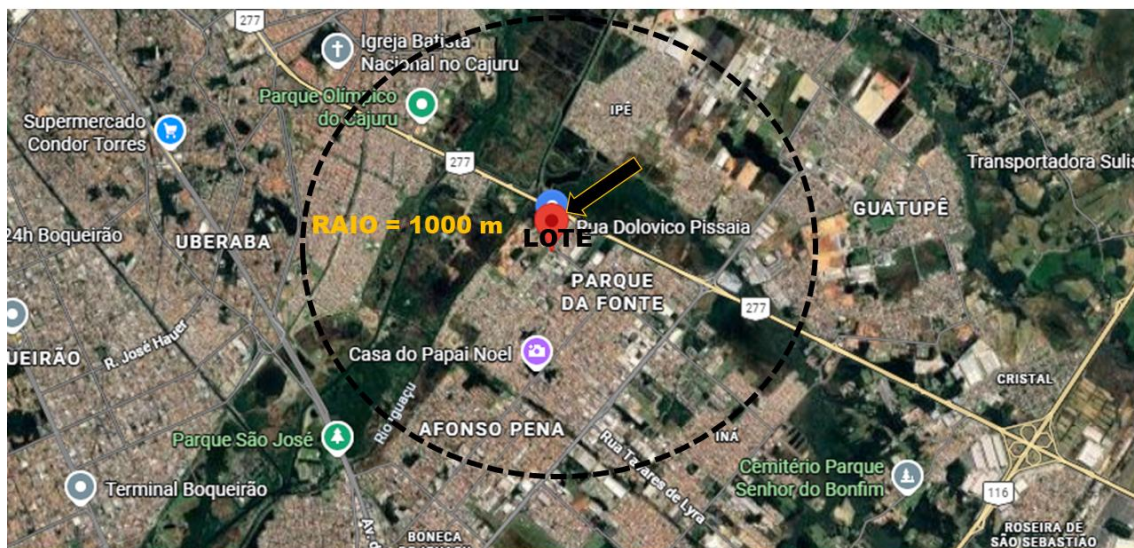 277
Igreja Batista
Nacional no Cajuru
Parque Olímpico
do Cajuru
IPÊ
Supermercado
Condor Torres
277
Transportadora Sulis
GUATUPÊ
RAIO = 1000 m
Rua Dolovico Pissaia
24h Boqueirão
UBERABA
LOTE
PARQUE
DA FONTE
277
R. José Hauer
UEIRÃO
Casa do Papai Noel
CRISTAL
Rio Iguaçu
AFONSO PENA
INÁ
Parque São José
Rua Tavares de Lyra
Cemitério Parque
Senhor do Bonfim
Terminal Boqueirão
116
Av. d
BONECA
ROSEIRA DE
SÃO SEBASTIÃO